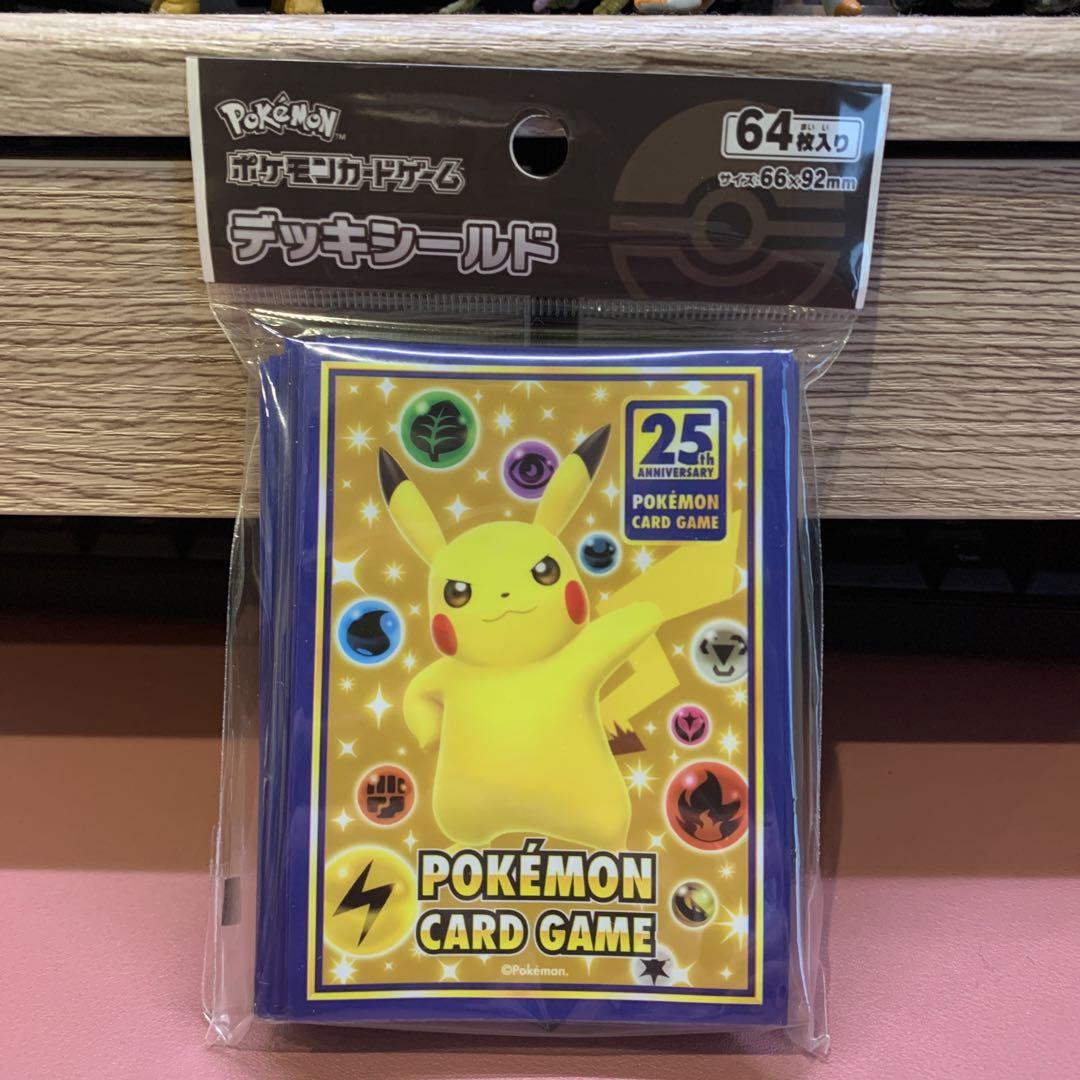 Pokémon™
ポケモンカードゲーム
デッキシールド
64枚入り
まいい
サイズ:66×92mm
25th
ANNIVERSARY
POKÉMON
CARD GAME
POKÉMON
CARD GAME
©Pokémon.